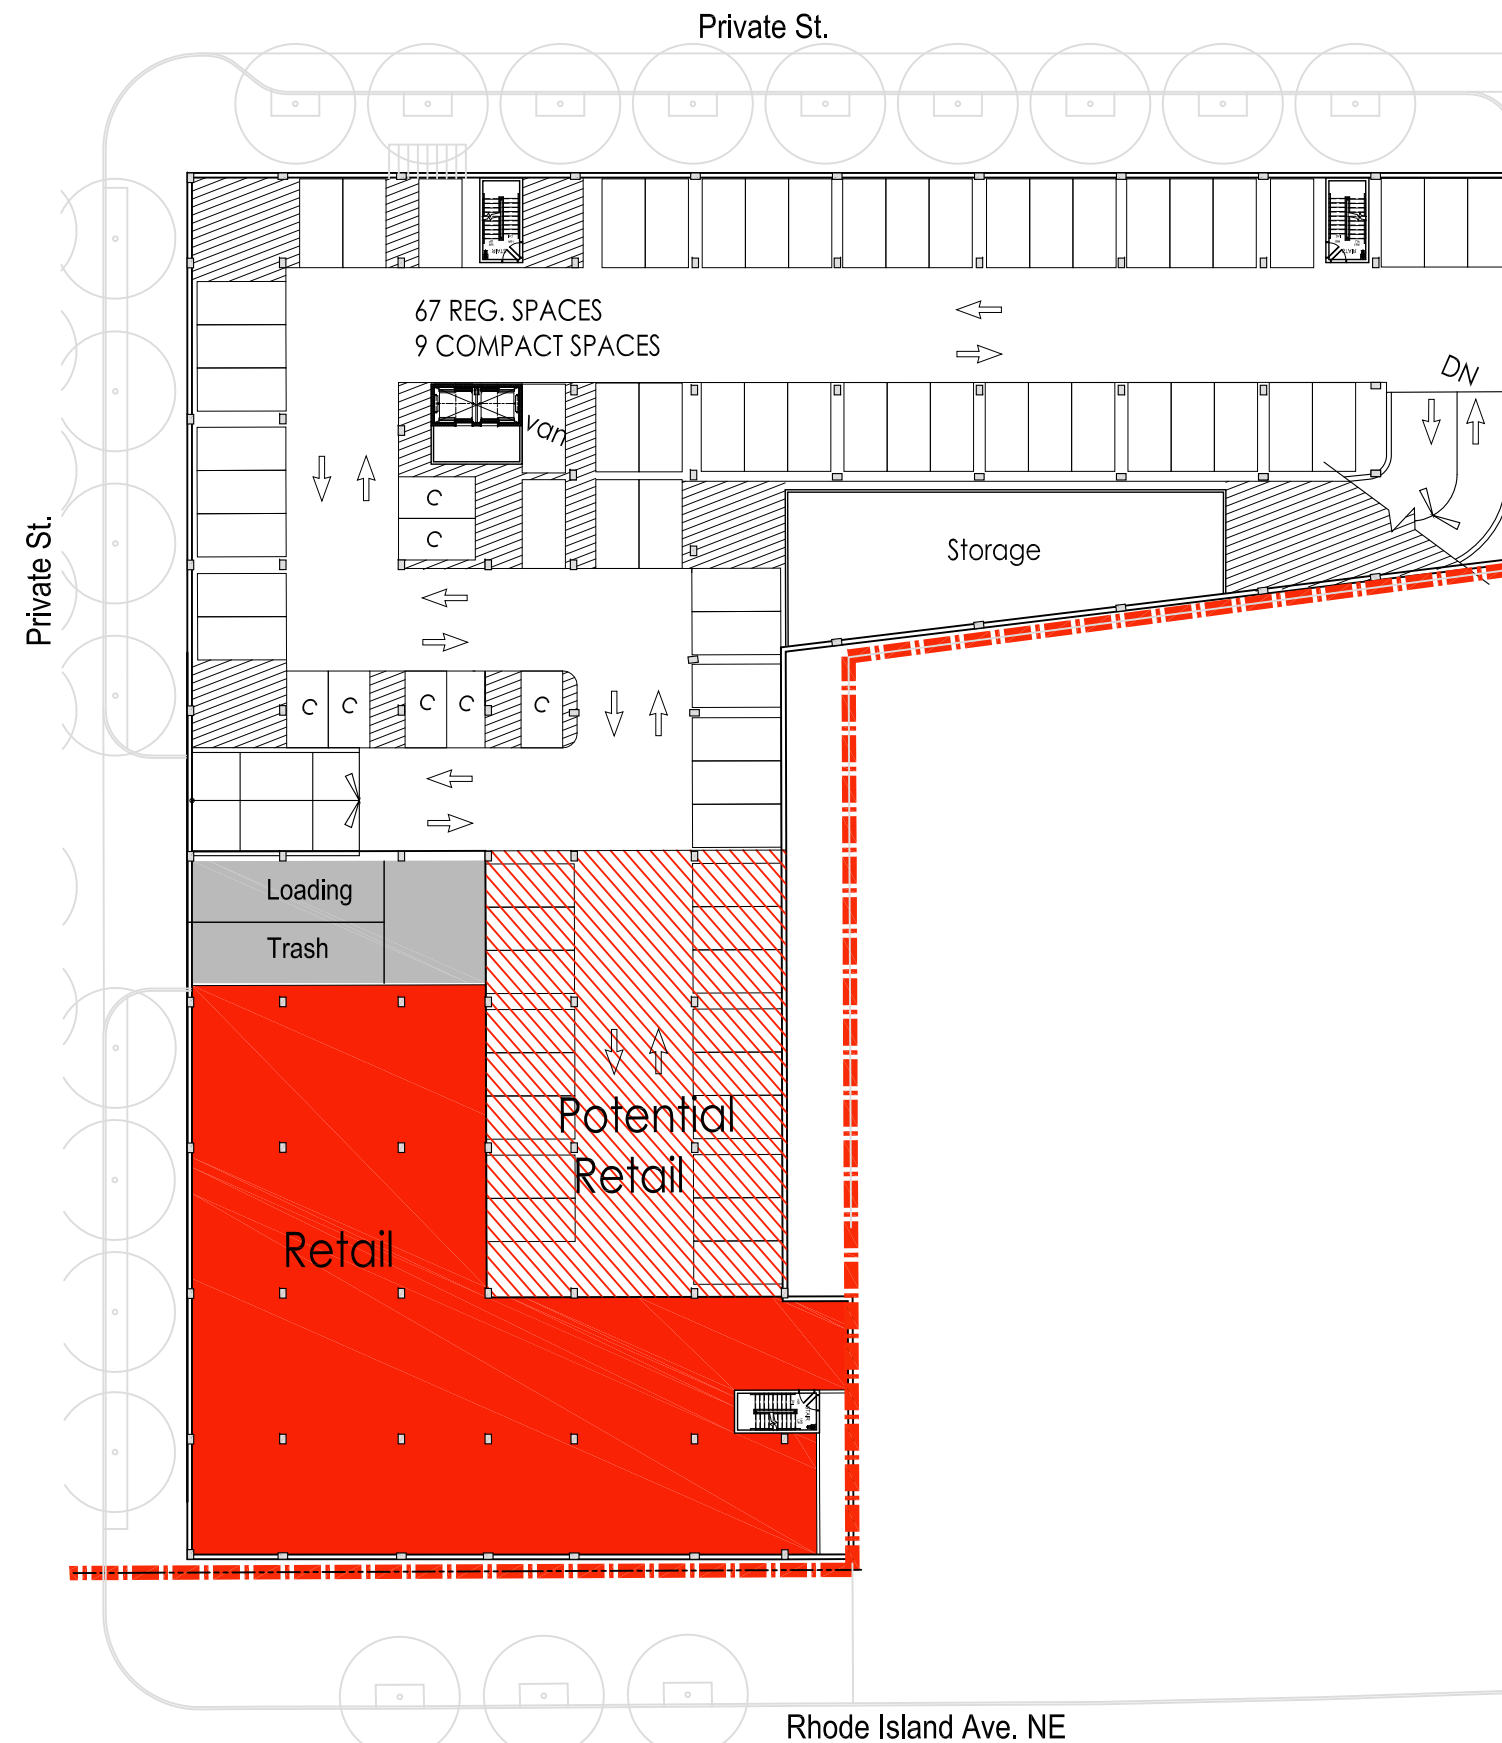 Private St.
67 REG. SPACES
9 COMPACT SPACES
DN
van
C
C
Private St.
Storage
C
C
C
C
C
Loading
Trash
Potential
Retail
Retail
Rhode Island Ave. NE